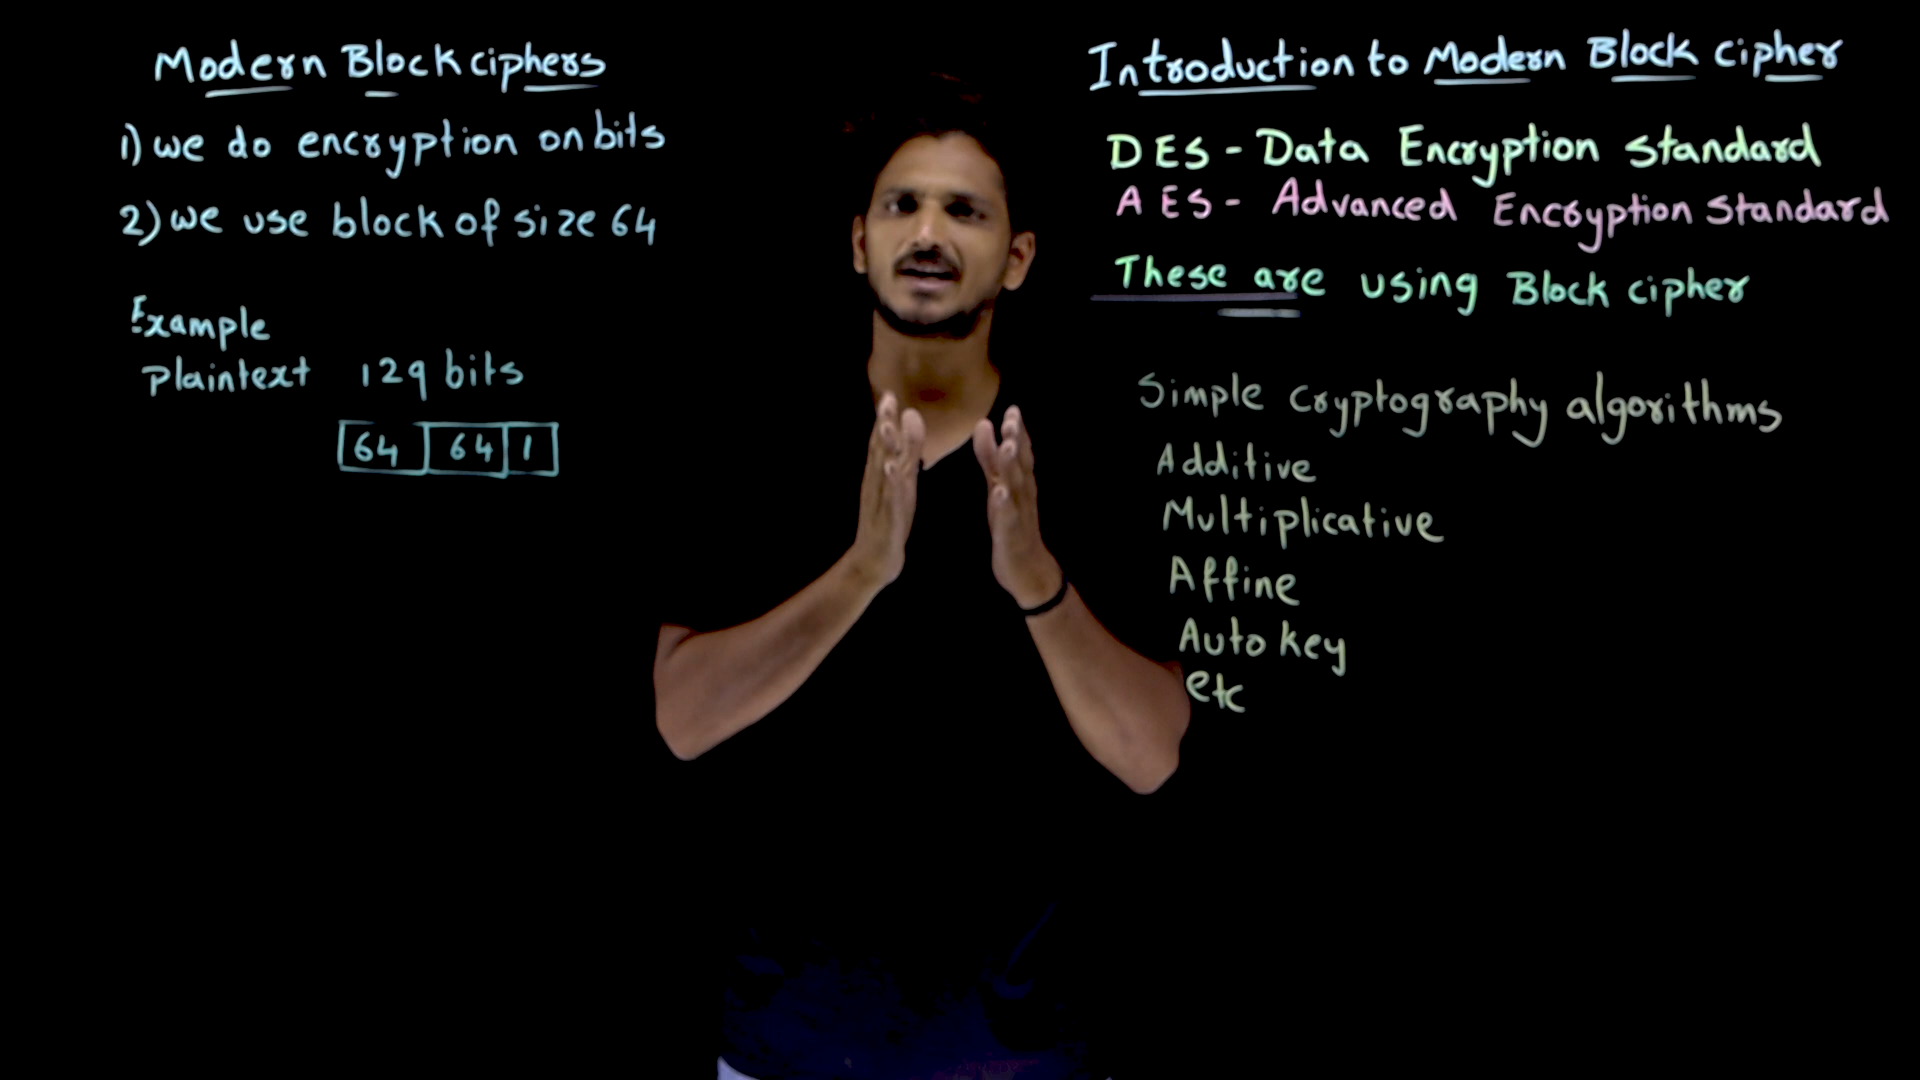 Modern Block ciphers
1) we do encryption on bits
2) we use block of size 64
Example
Plaintext 129 bits
64 64 1
Introduction to Modern Block cipher
DES - Data Encryption Standard
AES - Advanced Encryption Standard
These are using Block cipher
Simple cryptography algorithms
Additive
Multiplicative
Affine
Auto key
etc